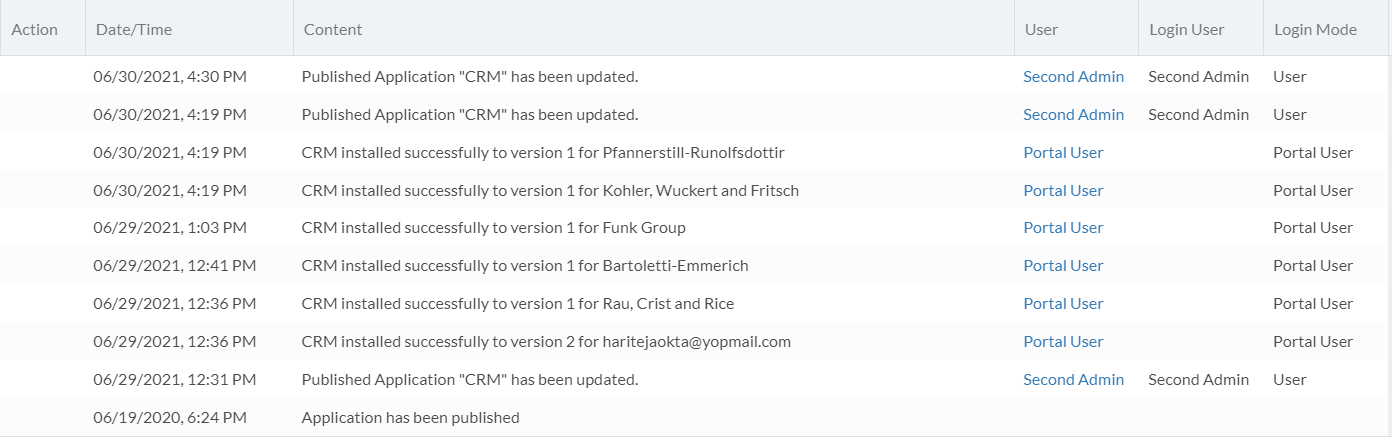 Action Date/Time Content User Login User Login Mode
06/30/2021, 4:30 PM Published Application "CRM" has been updated. Second Admin Second Admin User
06/30/2021, 4:19 PM Published Application "CRM" has been updated. Second Admin Second Admin User
06/30/2021, 4:19 PM CRM installed successfully to version 1 for Pfannerstill-Runolfsdottir Portal User Portal User
06/30/2021, 4:19 PM CRM installed successfully to version 1 for Kohler, Wuckert and Fritsch Portal User Portal User
06/29/2021, 1:03 PM CRM installed successfully to version 1 for Funk Group Portal User Portal User
06/29/2021, 12:41 PM CRM installed successfully to version 1 for Bartoletti-Emmerich Portal User Portal User
06/29/2021, 12:36 PM CRM installed successfully to version 1 for Rau, Crist and Rice Portal User Portal User
06/29/2021, 12:36 PM CRM installed successfully to version 2 for haritejaokta@yopmail.com Portal User Portal User
06/29/2021, 12:31 PM Published Application "CRM" has been updated. Second Admin Second Admin User
06/19/2020, 6:24 PM Application has been published